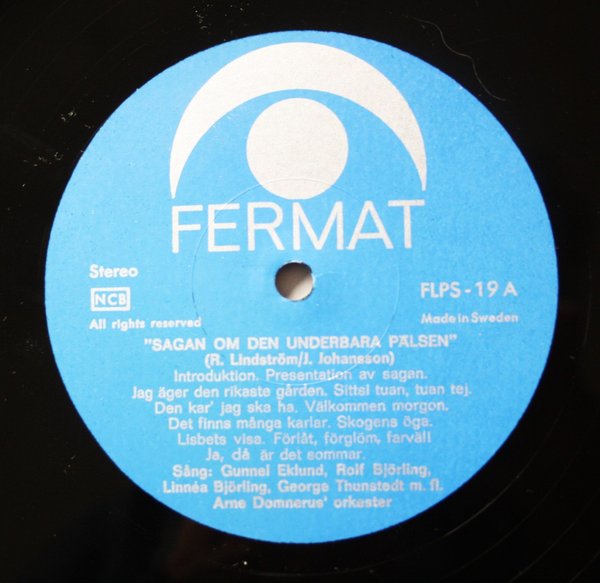 FERMAT
Stereo
NCB
All rights reserved
FLPS - 19 A
Made in Sweden
"SAGAN OM DEN UNDERBARA PÄLSEN"
(R. Lindström/J. Johansson)
Introduktion. Presentation av sagan.
Jag äger den rikaste gården. Sittsi tuan, tuan tej.
Den kar' jag ska ha. Välkommen morgon.
Det finns många karlar. Skogens öga.
Lisbets visa. Förlåt, förglöm, farväl!
Ja, då är det sommar.
Sång: Gunnel Eklund, Rolf Björling,
Linnéa Björling, George Thunstedt m. fl.
Arne Domnerus' orkester